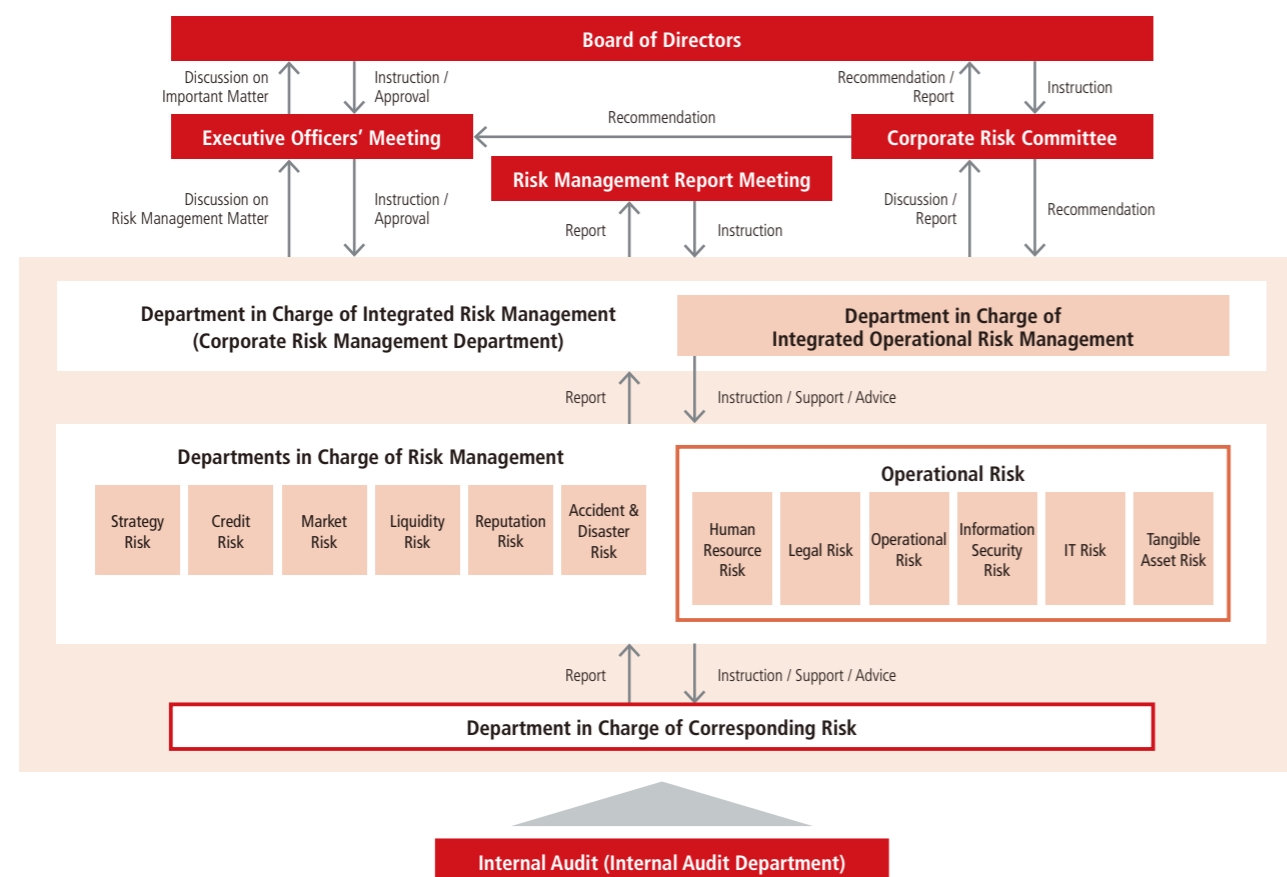 Board of Directors
Discussion on
Important Matter
Instruction /
Approval
Recommendation /
Report
Instruction
Executive Officers’ Meeting
Recommendation
Corporate Risk Committee
Risk Management Report Meeting
Discussion on
Risk Management Matter
Instruction /
Approval
Report
Instruction
Discussion /
Report
Recommendation
Department in Charge of Integrated Risk Management
(Corporate Risk Management Department)
Department in Charge of
Integrated Operational Risk Management
Report
Instruction / Support / Advice
Departments in Charge of Risk Management
Strategy
Risk
Credit
Risk
Market
Risk
Liquidity
Risk
Reputation
Risk
Accident &
Disaster
Risk
Operational Risk
Human
Resource
Risk
Legal Risk
Operational
Risk
Information
Security
Risk
IT Risk
Tangible
Asset Risk
Report
Instruction / Support / Advice
Department in Charge of Corresponding Risk
Internal Audit (Internal Audit Department)